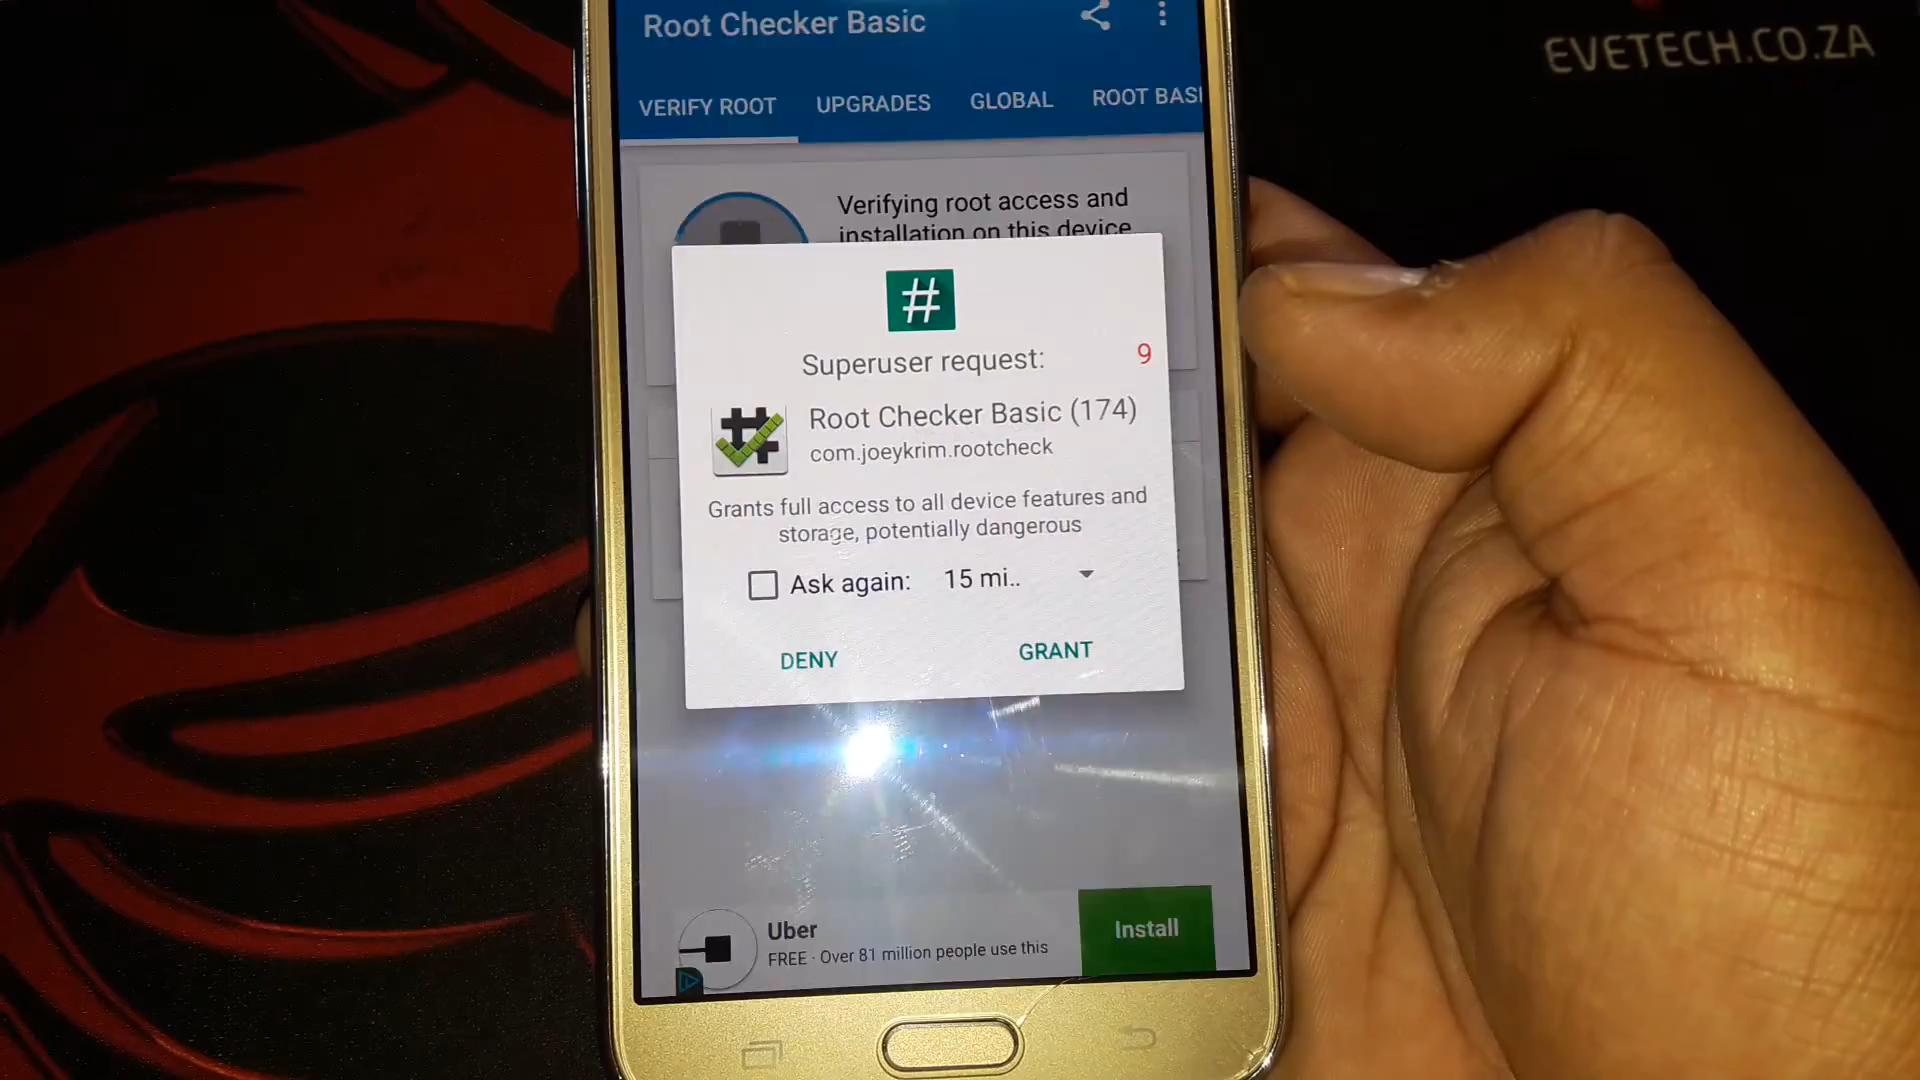 EVETECH.CO.ZA
Root Checker Basic
VERIFY ROOT UPGRADES GLOBAL ROOT BASI
Verifying root access and
installation on this device
#
Superuser request: 9
Root Checker Basic (174)
com.joeykrim.rootcheck
Grants full access to all device features and
storage, potentially dangerous
Ask again: 15 mi..
DENY GRANT
Uber
FREE · Over 81 million people use this
Install